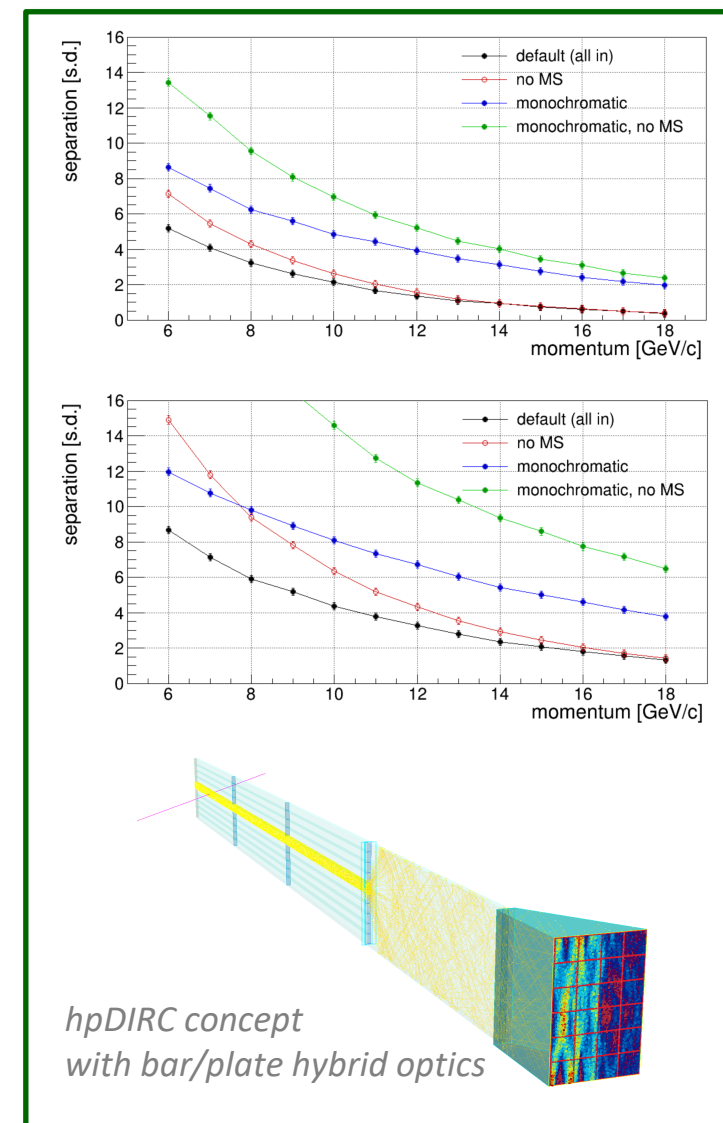 separation [s.d.]
16
14
12
10
8
6
4
2
0
default (all in)
no MS
monochromatic
monochromatic, no MS
6 8 10 12 14 16 18
momentum [GeV/c]
separation [s.d.]
16
14
12
10
8
6
4
2
0
default (all in)
no MS
monochromatic
monochromatic, no MS
6 8 10 12 14 16 18
momentum [GeV/c]
hpDIRC concept
with bar/plate hybrid optics